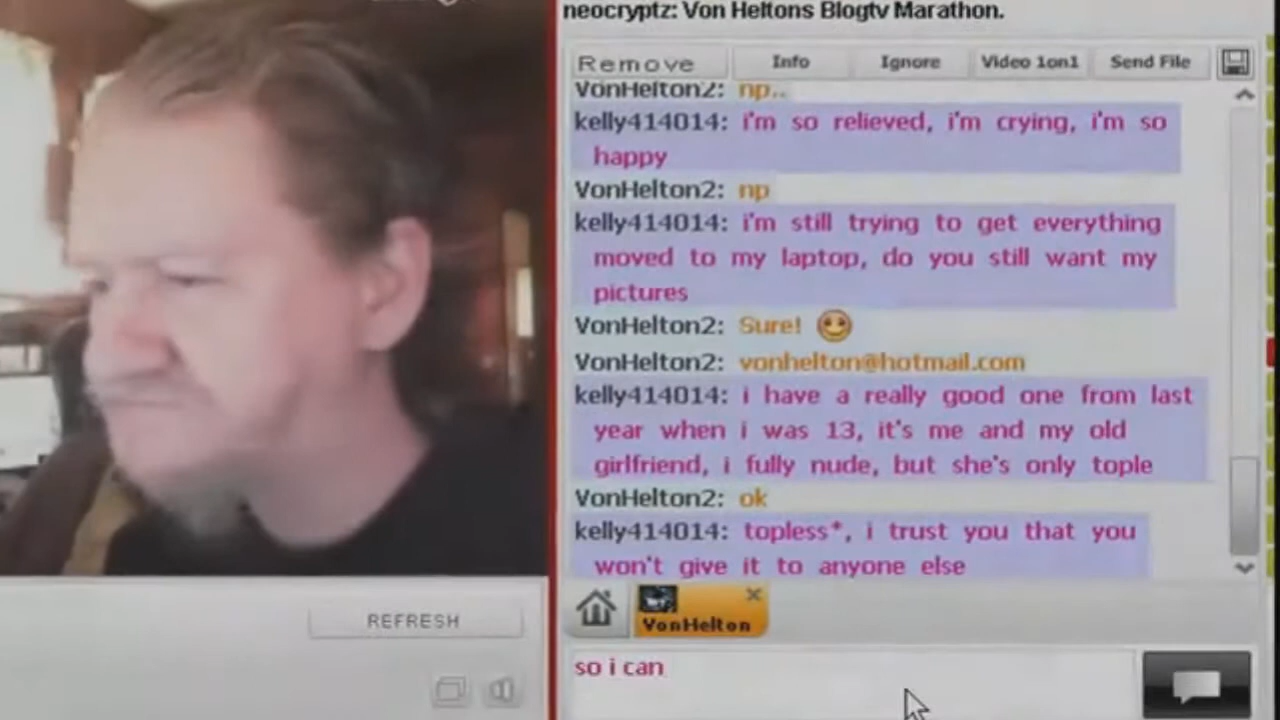 neocryptz: Von Heltons Blogtv Marathon.
Remove Info Ignore Video 1on1 Send File
VonHelton2: np..
kelly414014: i'm so relieved, i'm crying, i'm so
happy
VonHelton2: np
kelly414014: i'm still trying to get everything
moved to my laptop, do you still want my
pictures
VonHelton2: Sure!
VonHelton2: vonhelton@hotmail.com
kelly414014: i have a really good one from last
year when i was 13, it's me and my old
girlfriend, i fully nude, but she's only tople
VonHelton2: ok
kelly414014: topless*, i trust you that you
won't give it to anyone else
VonHelton
REFRESH
so i can